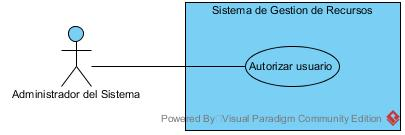 Sistema de Gestion de Recursos
Autorizar usuario
Administrador del Sistema
Powered By Visual Paradigm Community Edition